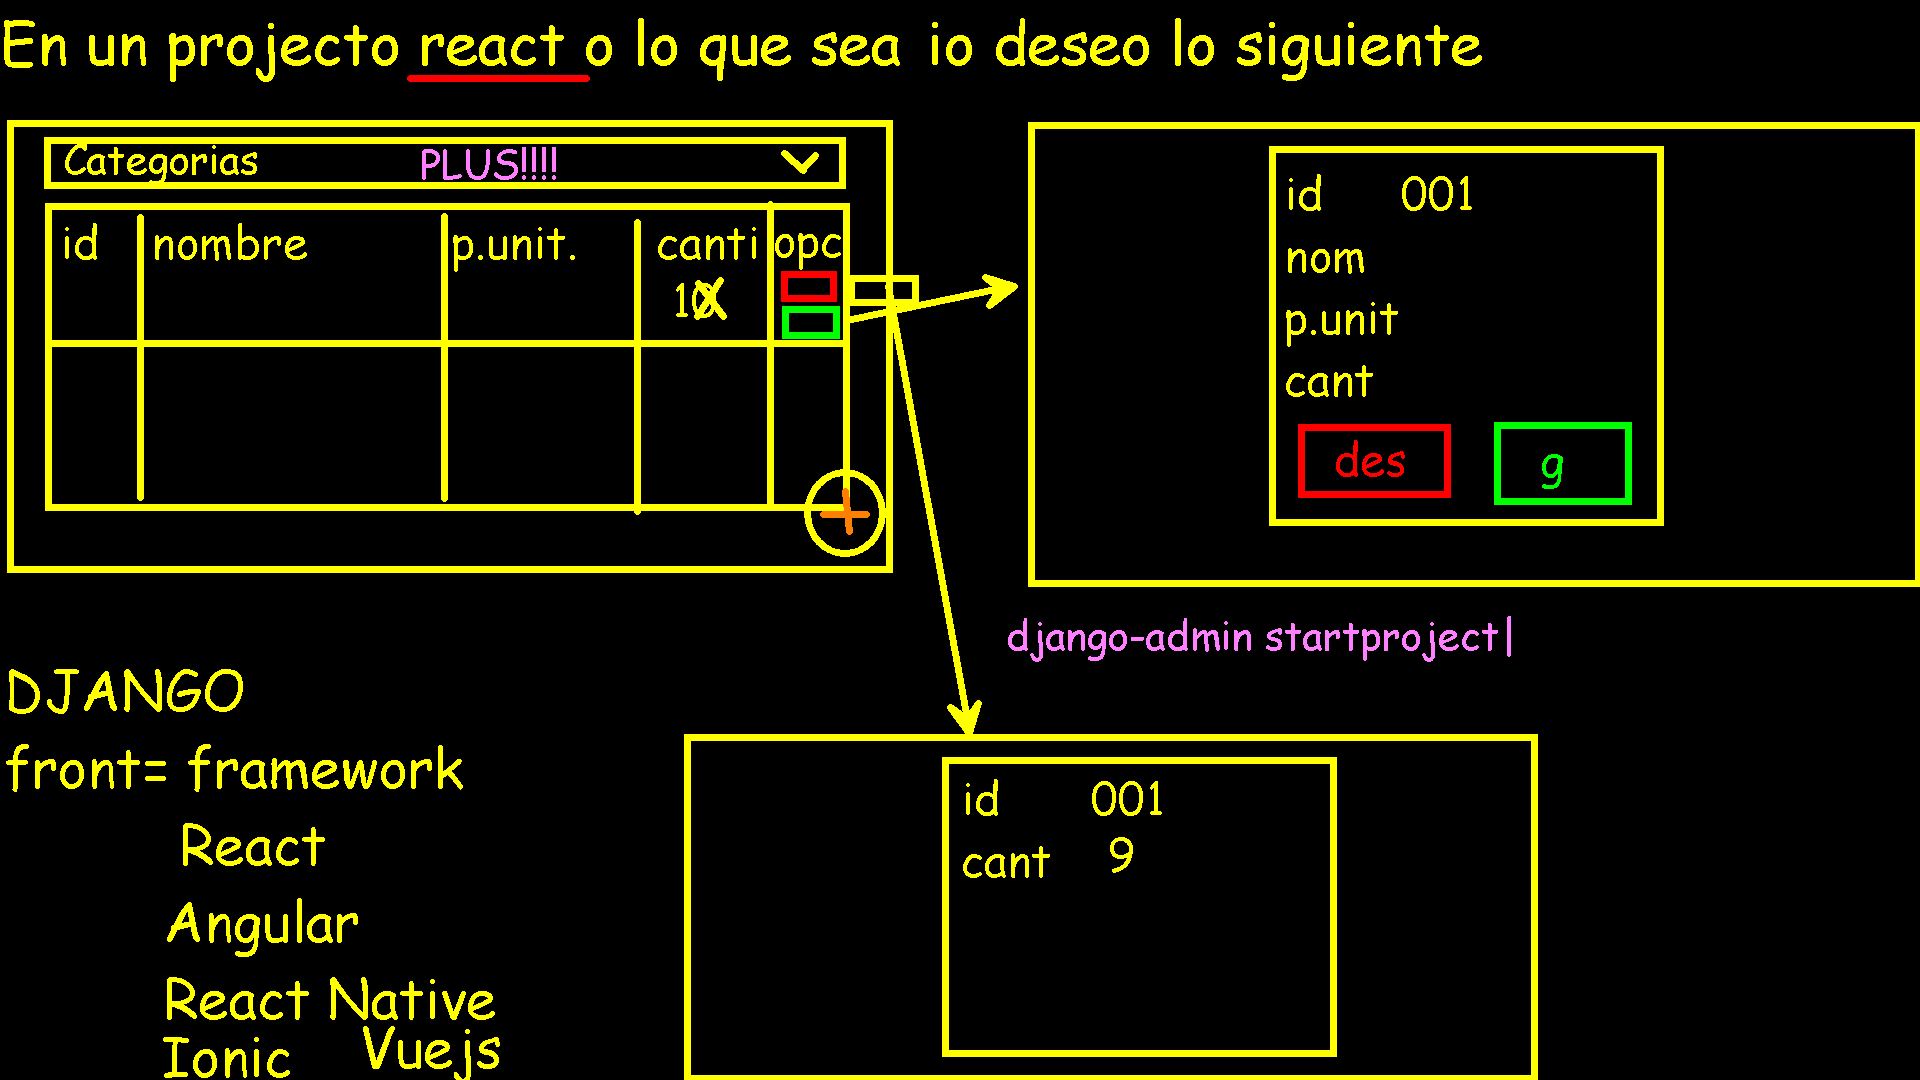 En un projecto react o lo que sea io deseo lo siguiente
Categorias PLUS!!!!
id nombre p.unit. canti opc
10
id 001
nom
p.unit
cant
des g
django-admin startproject|
DJANGO
front= framework
React
Angular
React Native
Ionic Vuejs
id 001
cant 9